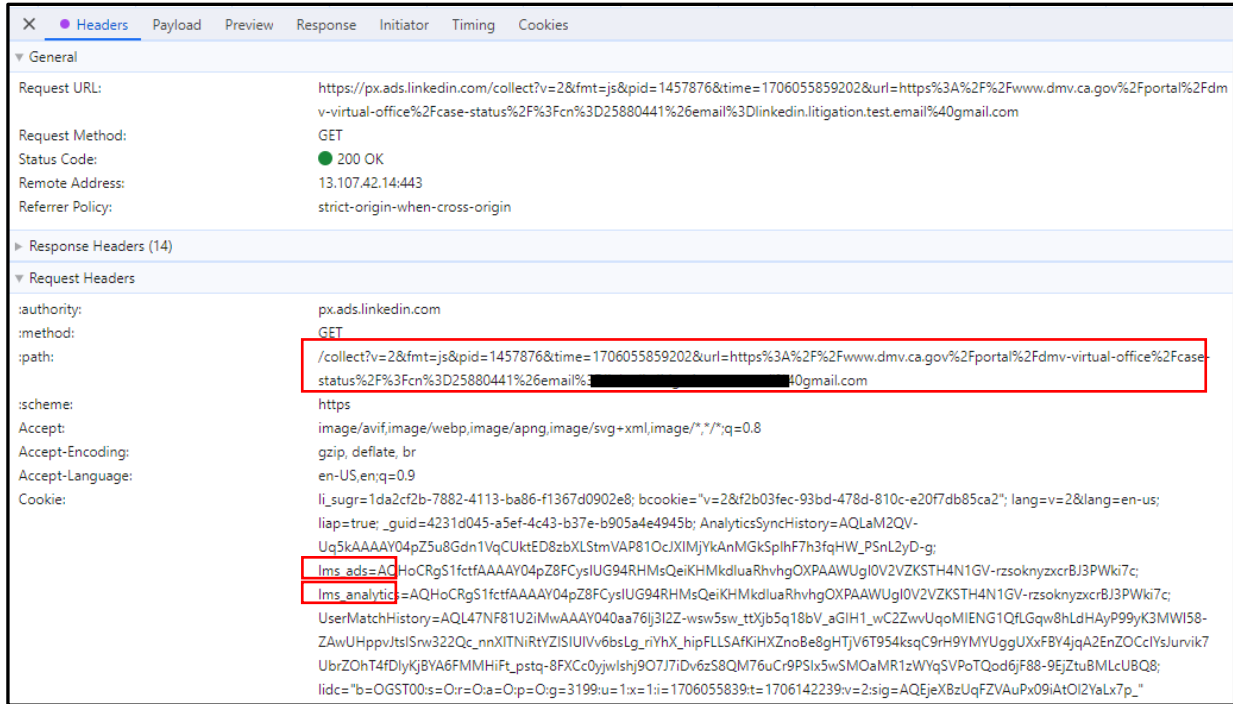 Headers Payload Preview Response Initiator Timing Cookies
General
Request URL: https://px.ads.linkedin.com/collect?v=2&fmt=js&pid=1457876&time=1706055859202&url=https%3A%2F%2Fwww.dmv.ca.gov%2Fportal%2Fdm
v-virtual-office%2Fcase-status%2F%3Fcn%3D25880441%26email%3Dlinkedin.litigation.test.email%40gmail.com
Request Method: GET
Status Code: 200 OK
Remote Address: 13.107.42.14:443
Referrer Policy: strict-origin-when-cross-origin
Response Headers (14)
Request Headers
:authority: px.ads.linkedin.com
:method: GET
:path: /collect?v=2&fmt=js&pid=1457876&time=1706055859202&url=https%3A%2F%2Fwww.dmv.ca.gov%2Fportal%2Fdmv-virtual-office%2Fcase-
status%2F%3Fcn%3D25880441%26email%3 40gmail.com
:scheme: https
Accept: image/avif,image/webp,image/apng,image/svg+xml,image/*,*/*;q=0.8
Accept-Encoding: gzip, deflate, br
Accept-Language: en-US,en;q=0.9
Cookie: li_sugr=1da2cf2b-7882-4113-ba86-f1367d0902e8; bcookie="v=2&f2b03fec-93bd-478d-810c-e20f7db85ca2"; lang=v=2&lang=en-us;
liap=true; _guid=4231d045-a5ef-4c43-b37e-b905a4e4945b; AnalyticsSyncHistory=AQLaM2QV-
Uq5kAAAAY04pZ5u8Gdn1VqCUktED8zbXLStmVAP81OcJXIMjYkAnMGkSplhF7h3fqHW_PSnL2yD-g;
lms_ads=AQHoCRgS1fctfAAAAY04pZ8FCysIUG94RHMsQeiKHMkdluaRhvhgOXPAAWUgI0V2VZKSTH4N1GV-rzsoknyzxcrBJ3PWki7c;
lms_analytics=AQHoCRgS1fctfAAAAY04pZ8FCysIUG94RHMsQeiKHMkdluaRhvhgOXPAAWUgI0V2VZKSTH4N1GV-rzsoknyzxcrBJ3PWki7c;
UserMatchHistory=AQL47NF81U2iMwAAAY040aa76Ij3I2Z-wsw5sw_ttXjb5q18bV_aGIH1_wC2ZwvUqoMIENG1QfLGqw8hLdHAyP99yK3MWI58-
ZAwUHppvJtsISrw322Qc_nnXITNiRtYZISIUIVv6bsLg_riYhX_hipFLLSAfKiHXZnoBe8gHTjV6T954ksqC9rH9YMYUggUXxFBY4jqA2EnZOCcIYsJurvik7
UbrZOhT4fDIyKjBYA6FMMHiFt_pstq-8FXCc0yjwlshj9O7J7iDv6zS8QM76uCr9PSIx5wSMOaMR1zWYqSVPoTQod6jF88-9EjZtuBMLcUBQ8;
lidc="b=OGST00:s=O:r=O:a=O:p=O:g=3199:u=1:x=1:i=1706055839:t=1706142239:v=2:sig=AQEjeXBzUqFZVAuPx09iAtOI2YaLx7p_"